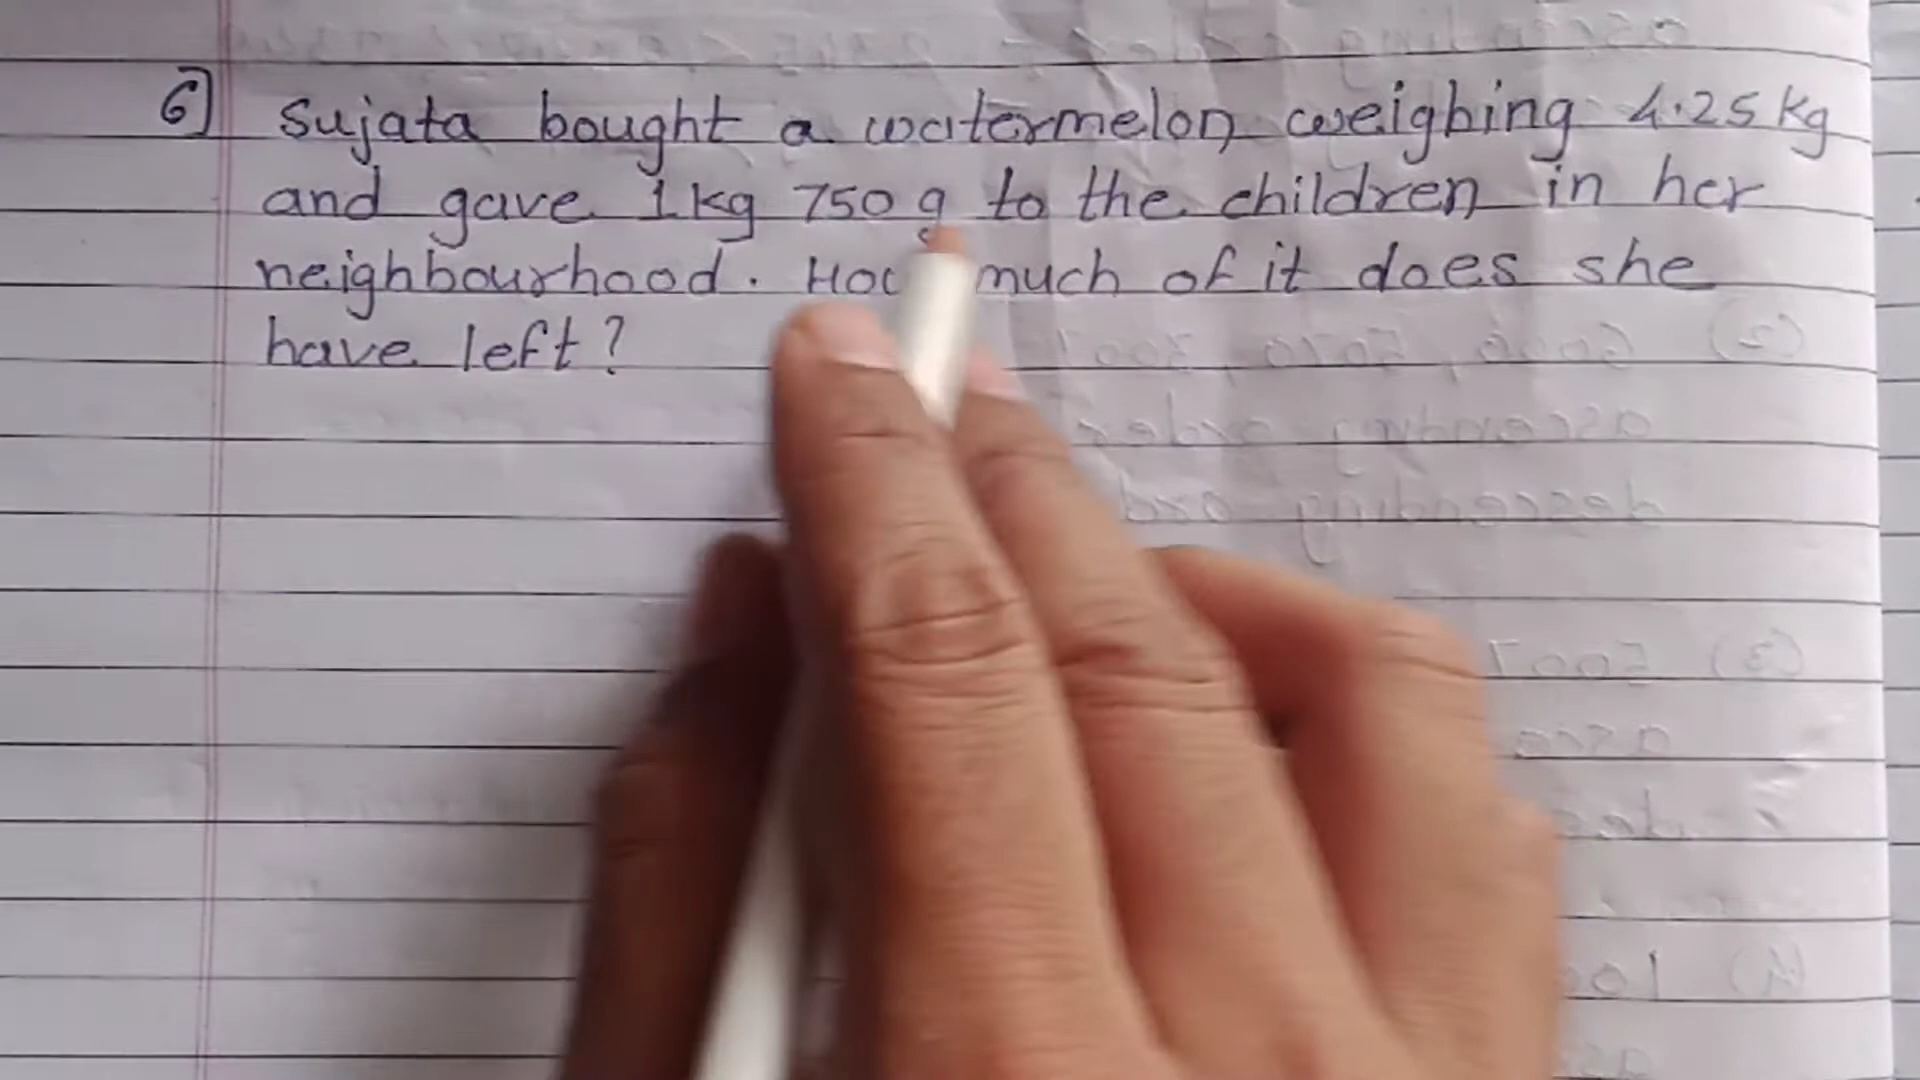 6) Sujata bought a watermelon weighing 4.25 kg
and gave 1 kg 750 g to the children in her
neighbourhood. much of it does she
have left?